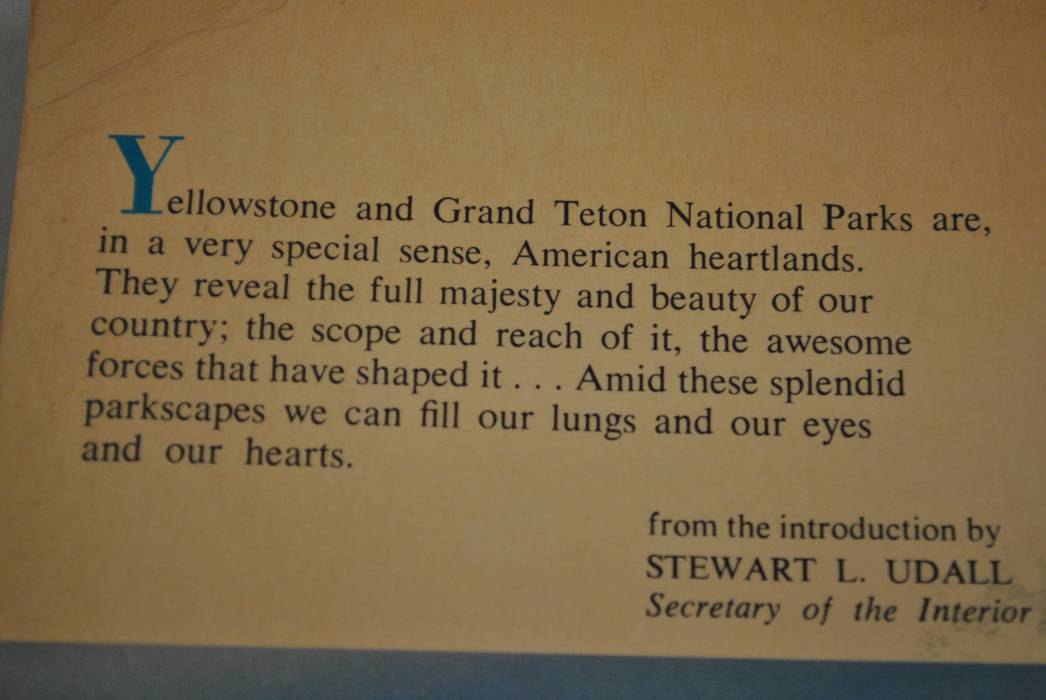 Yellowstone and Grand Teton National Parks are,
in a very special sense, American heartlands.
They reveal the full majesty and beauty of our
country; the scope and reach of it, the awesome
forces that have shaped it . . . Amid these splendid
parkscapes we can fill our lungs and our eyes
and our hearts.
from the introduction by
STEWART L. UDALL
Secretary of the Interior